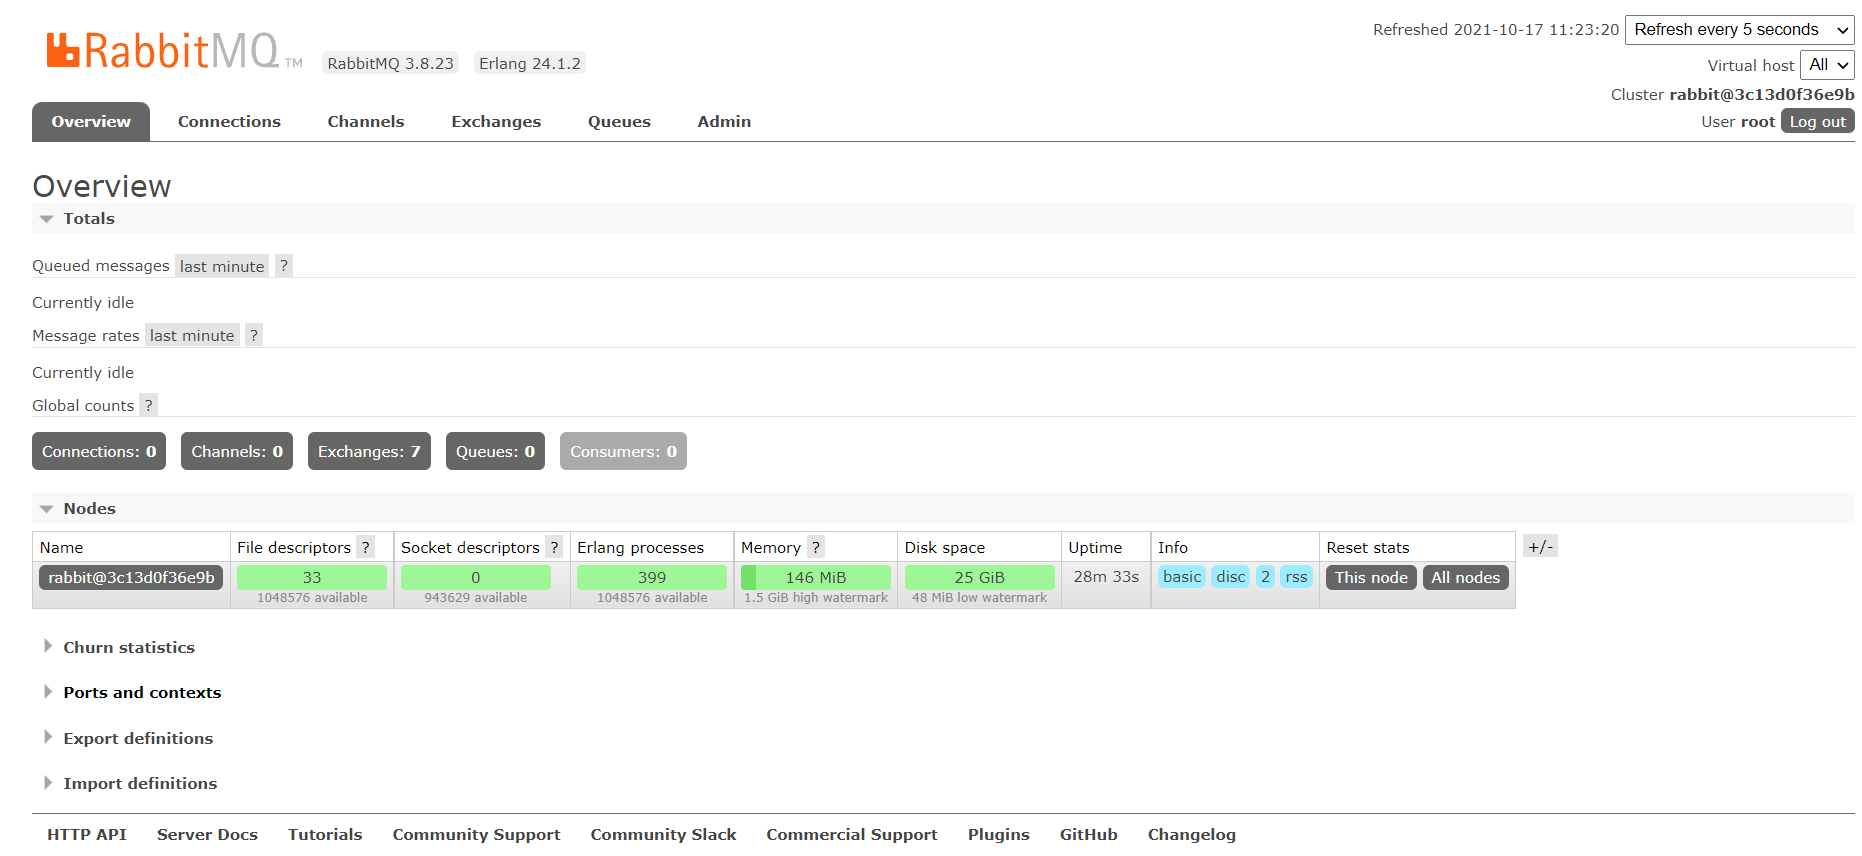 RabbitMQ TM RabbitMQ 3.8.23 Erlang 24.1.2
Refreshed 2021-10-17 11:23:20 Refresh every 5 seconds
Virtual host All
Cluster rabbit@3c13d0f36e9b
User root Log out
Overview Connections Channels Exchanges Queues Admin
Overview
Totals
Queued messages last minute ?
Currently idle
Message rates last minute ?
Currently idle
Global counts ?
Connections: 0 Channels: 0 Exchanges: 7 Queues: 0 Consumers: 0
Nodes
Name File descriptors ? Socket descriptors ? Erlang processes Memory ? Disk space Uptime Info Reset stats +/-
rabbit@3c13d0f36e9b 33 0 399 146 MiB 25 GiB 28m 33s basic disc 2 rss This node All nodes
1048576 available 943629 available 1048576 available 1.5 GiB high watermark 48 MiB low watermark
Churn statistics
Ports and contexts
Export definitions
Import definitions
HTTP API Server Docs Tutorials Community Support Community Slack Commercial Support Plugins GitHub Changelog